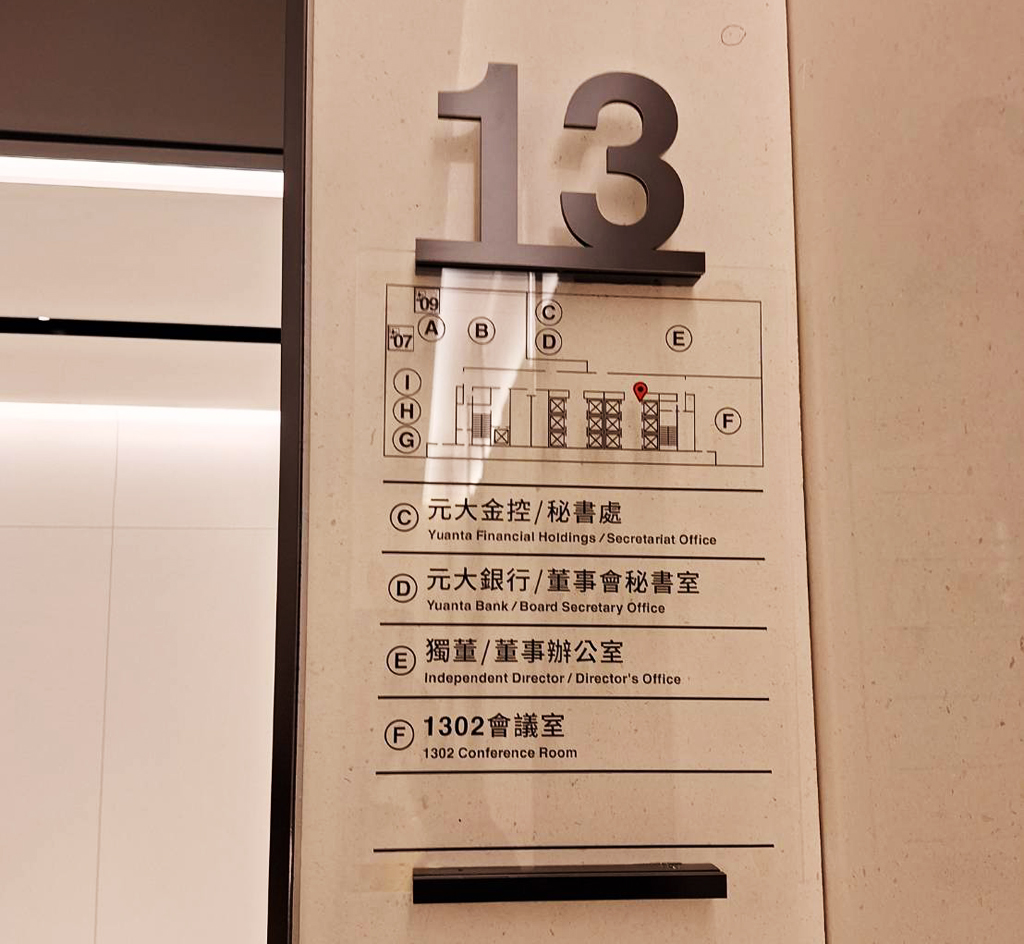 13
09
A B C
D
E
07
I
H
F
G
C 元大金控/秘書處
Yuanta Financial Holdings/Secretariat Office
D 元大銀行/董事會秘書室
Yuanta Bank/Board Secretary Office
E 獨董/董事辦公室
Independent Director/Director's Office
F 1302會議室
1302 Conference Room